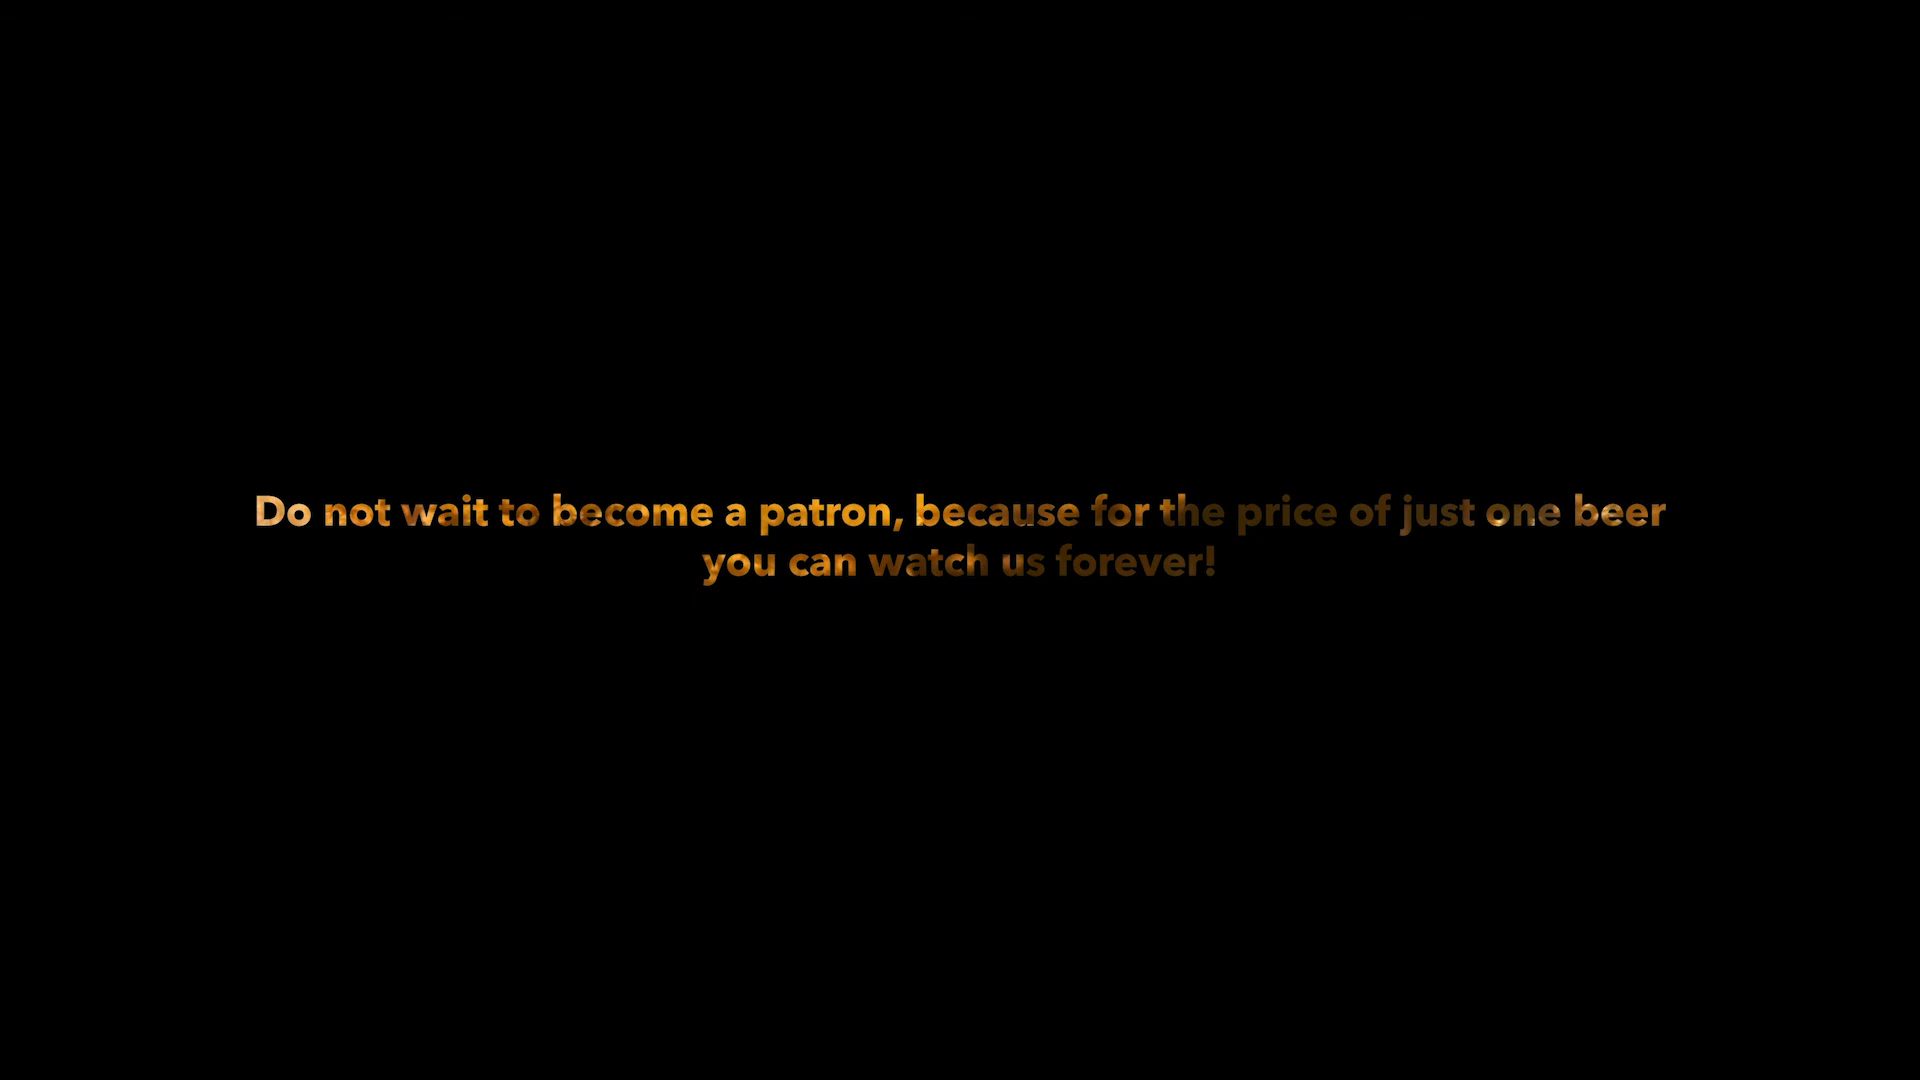 Do not wait to become a patron, because for the price of just one beer
you can watch us forever!